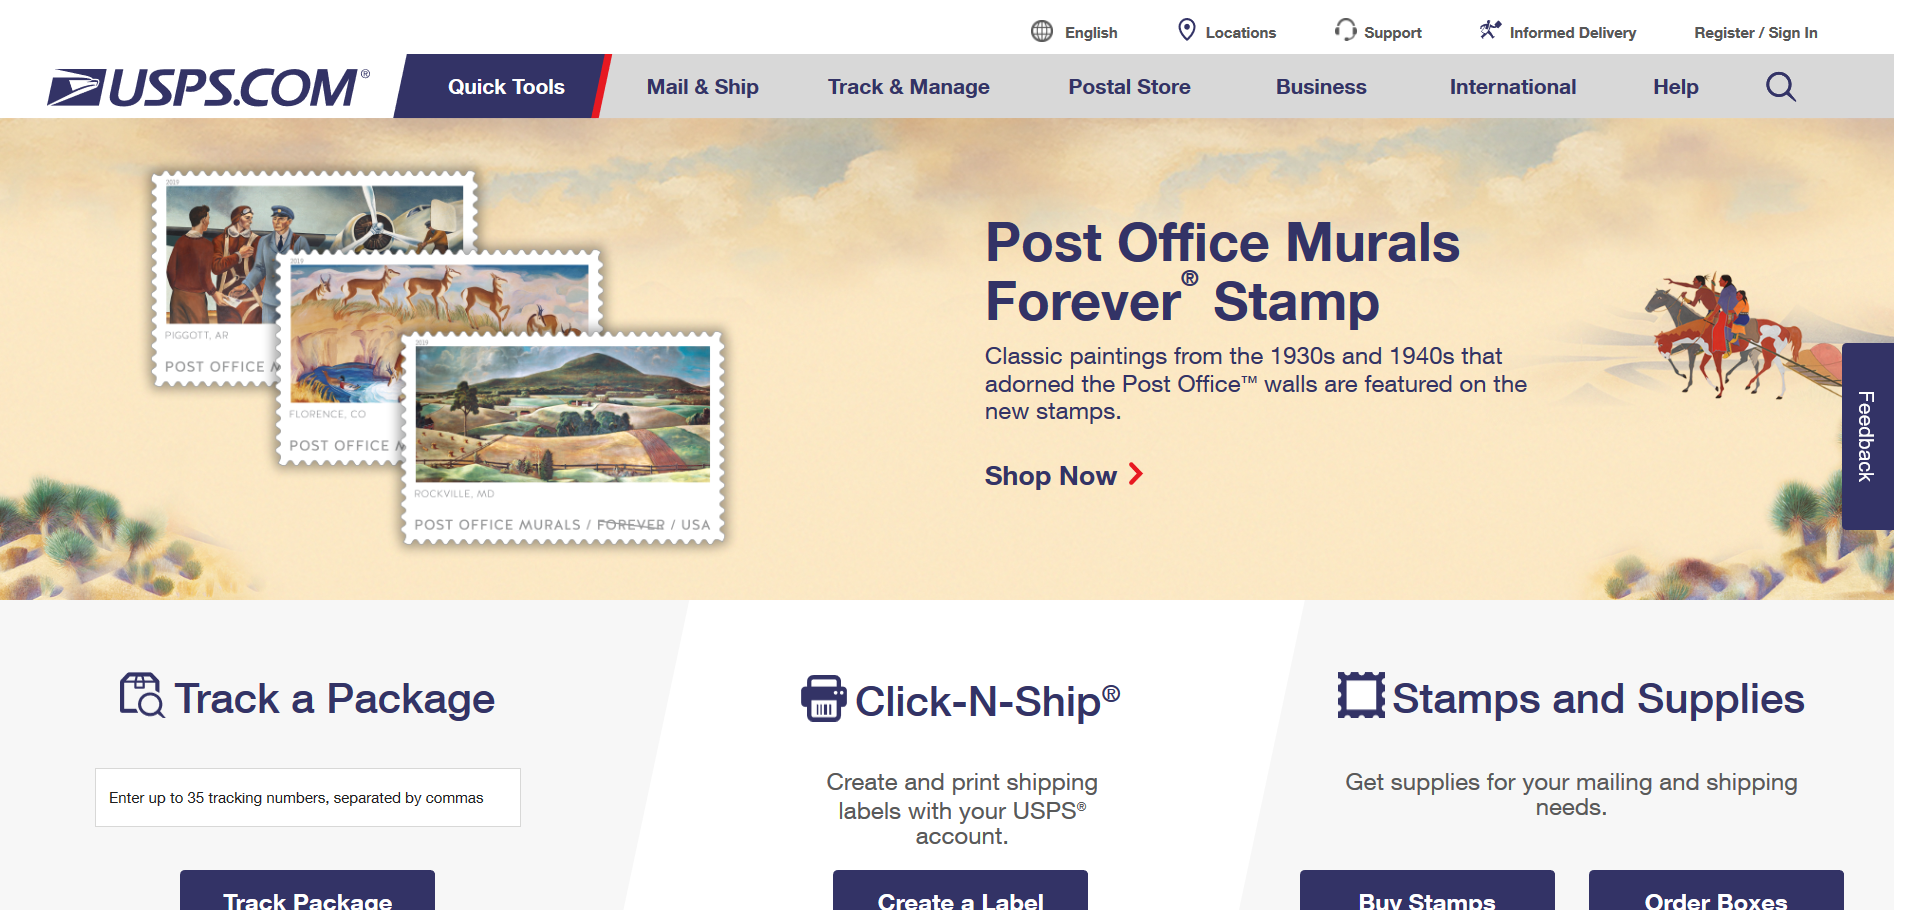 English
Locations
Support
Informed Delivery
Register / Sign In
USPS.COM®
Quick Tools
Mail & Ship
Track & Manage
Postal Store
Business
International
Help
2019
PIGGOTT, AR
POST OFFICE M
2019
FLORENCE, CO
POST OFFICE M
2019
ROCKVILLE, MD
POST OFFICE MURALS / FOREVER / USA
Post Office Murals
Forever® Stamp
Classic paintings from the 1930s and 1940s that
adorned the Post Office™ walls are featured on the
new stamps.
Shop Now
Feedback
Track a Package
Enter up to 35 tracking numbers, separated by commas
Track Package
Click-N-Ship®
Create and print shipping
labels with your USPS®
account.
Create a Label
Stamps and Supplies
Get supplies for your mailing and shipping
needs.
Buy Stamps
Order Boxes